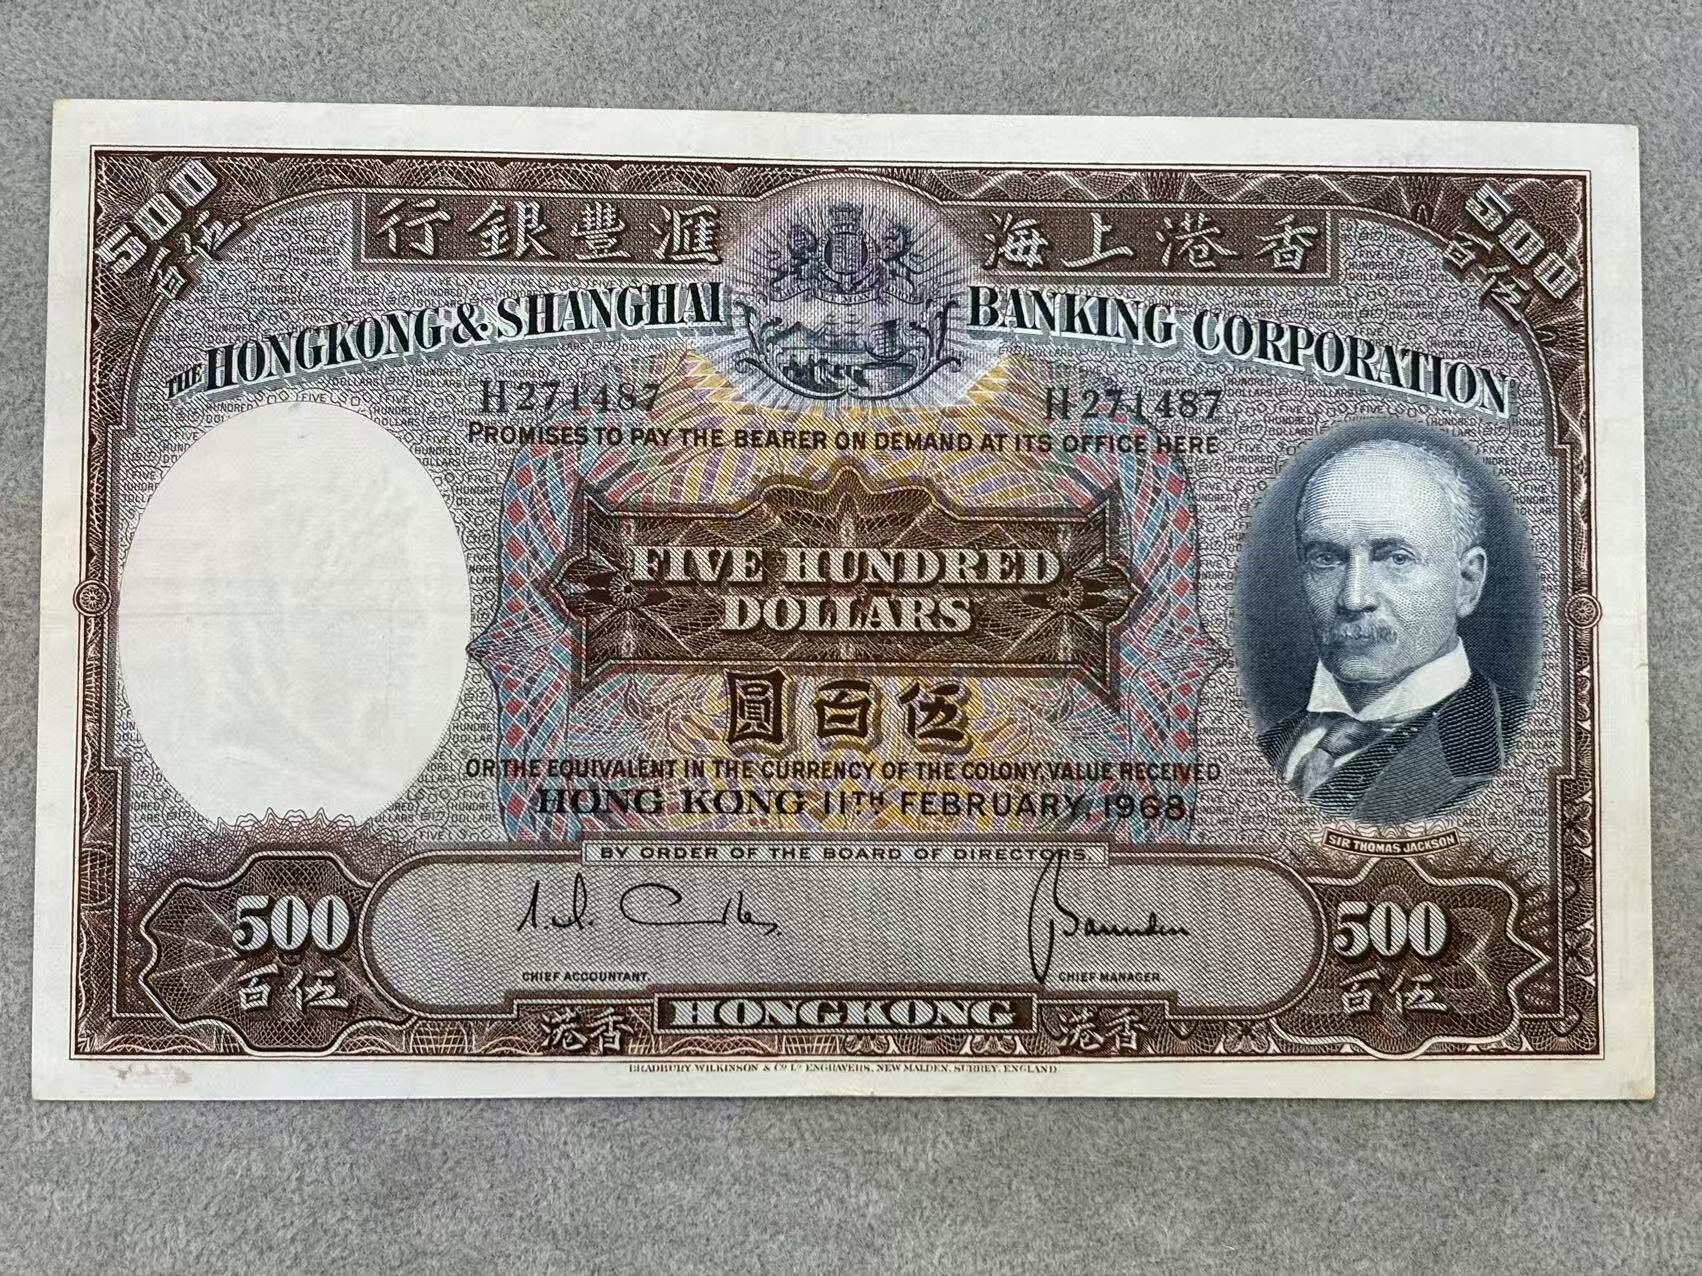 500
百伍
行銀豐滙 海上港香
500
百伍
THE HONGKONG & SHANGHAI BANKING CORPORATION
H271487 H271487
PROMISES TO PAY THE BEARER ON DEMAND AT ITS OFFICE HERE
FIVE HUNDRED
DOLLARS
圓百伍
OR THE EQUIVALENT IN THE CURRENCY OF THE COLONY, VALUE RECEIVED
HONG KONG 11TH FEBRUARY, 1968.
SIR THOMAS JACKSON
BY ORDER OF THE BOARD OF DIRECTORS,
500
百伍
CHIEF ACCOUNTANT.
CHIEF MANAGER
500
百伍
港香 HONGKONG 港香
BRADBURY, WILKINSON & Co. Ld. ENGRAVERS, NEW MALDEN, SURREY, ENGLAND